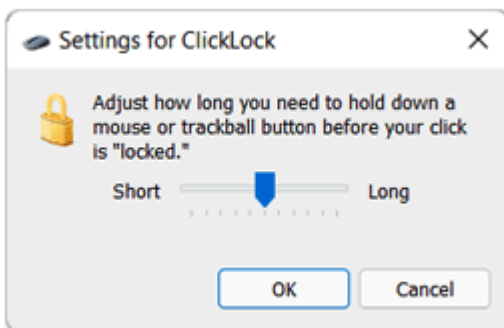 Settings for ClickLock
Adjust how long you need to hold down a
mouse or trackball button before your click
is "locked."
Short Long
OK Cancel